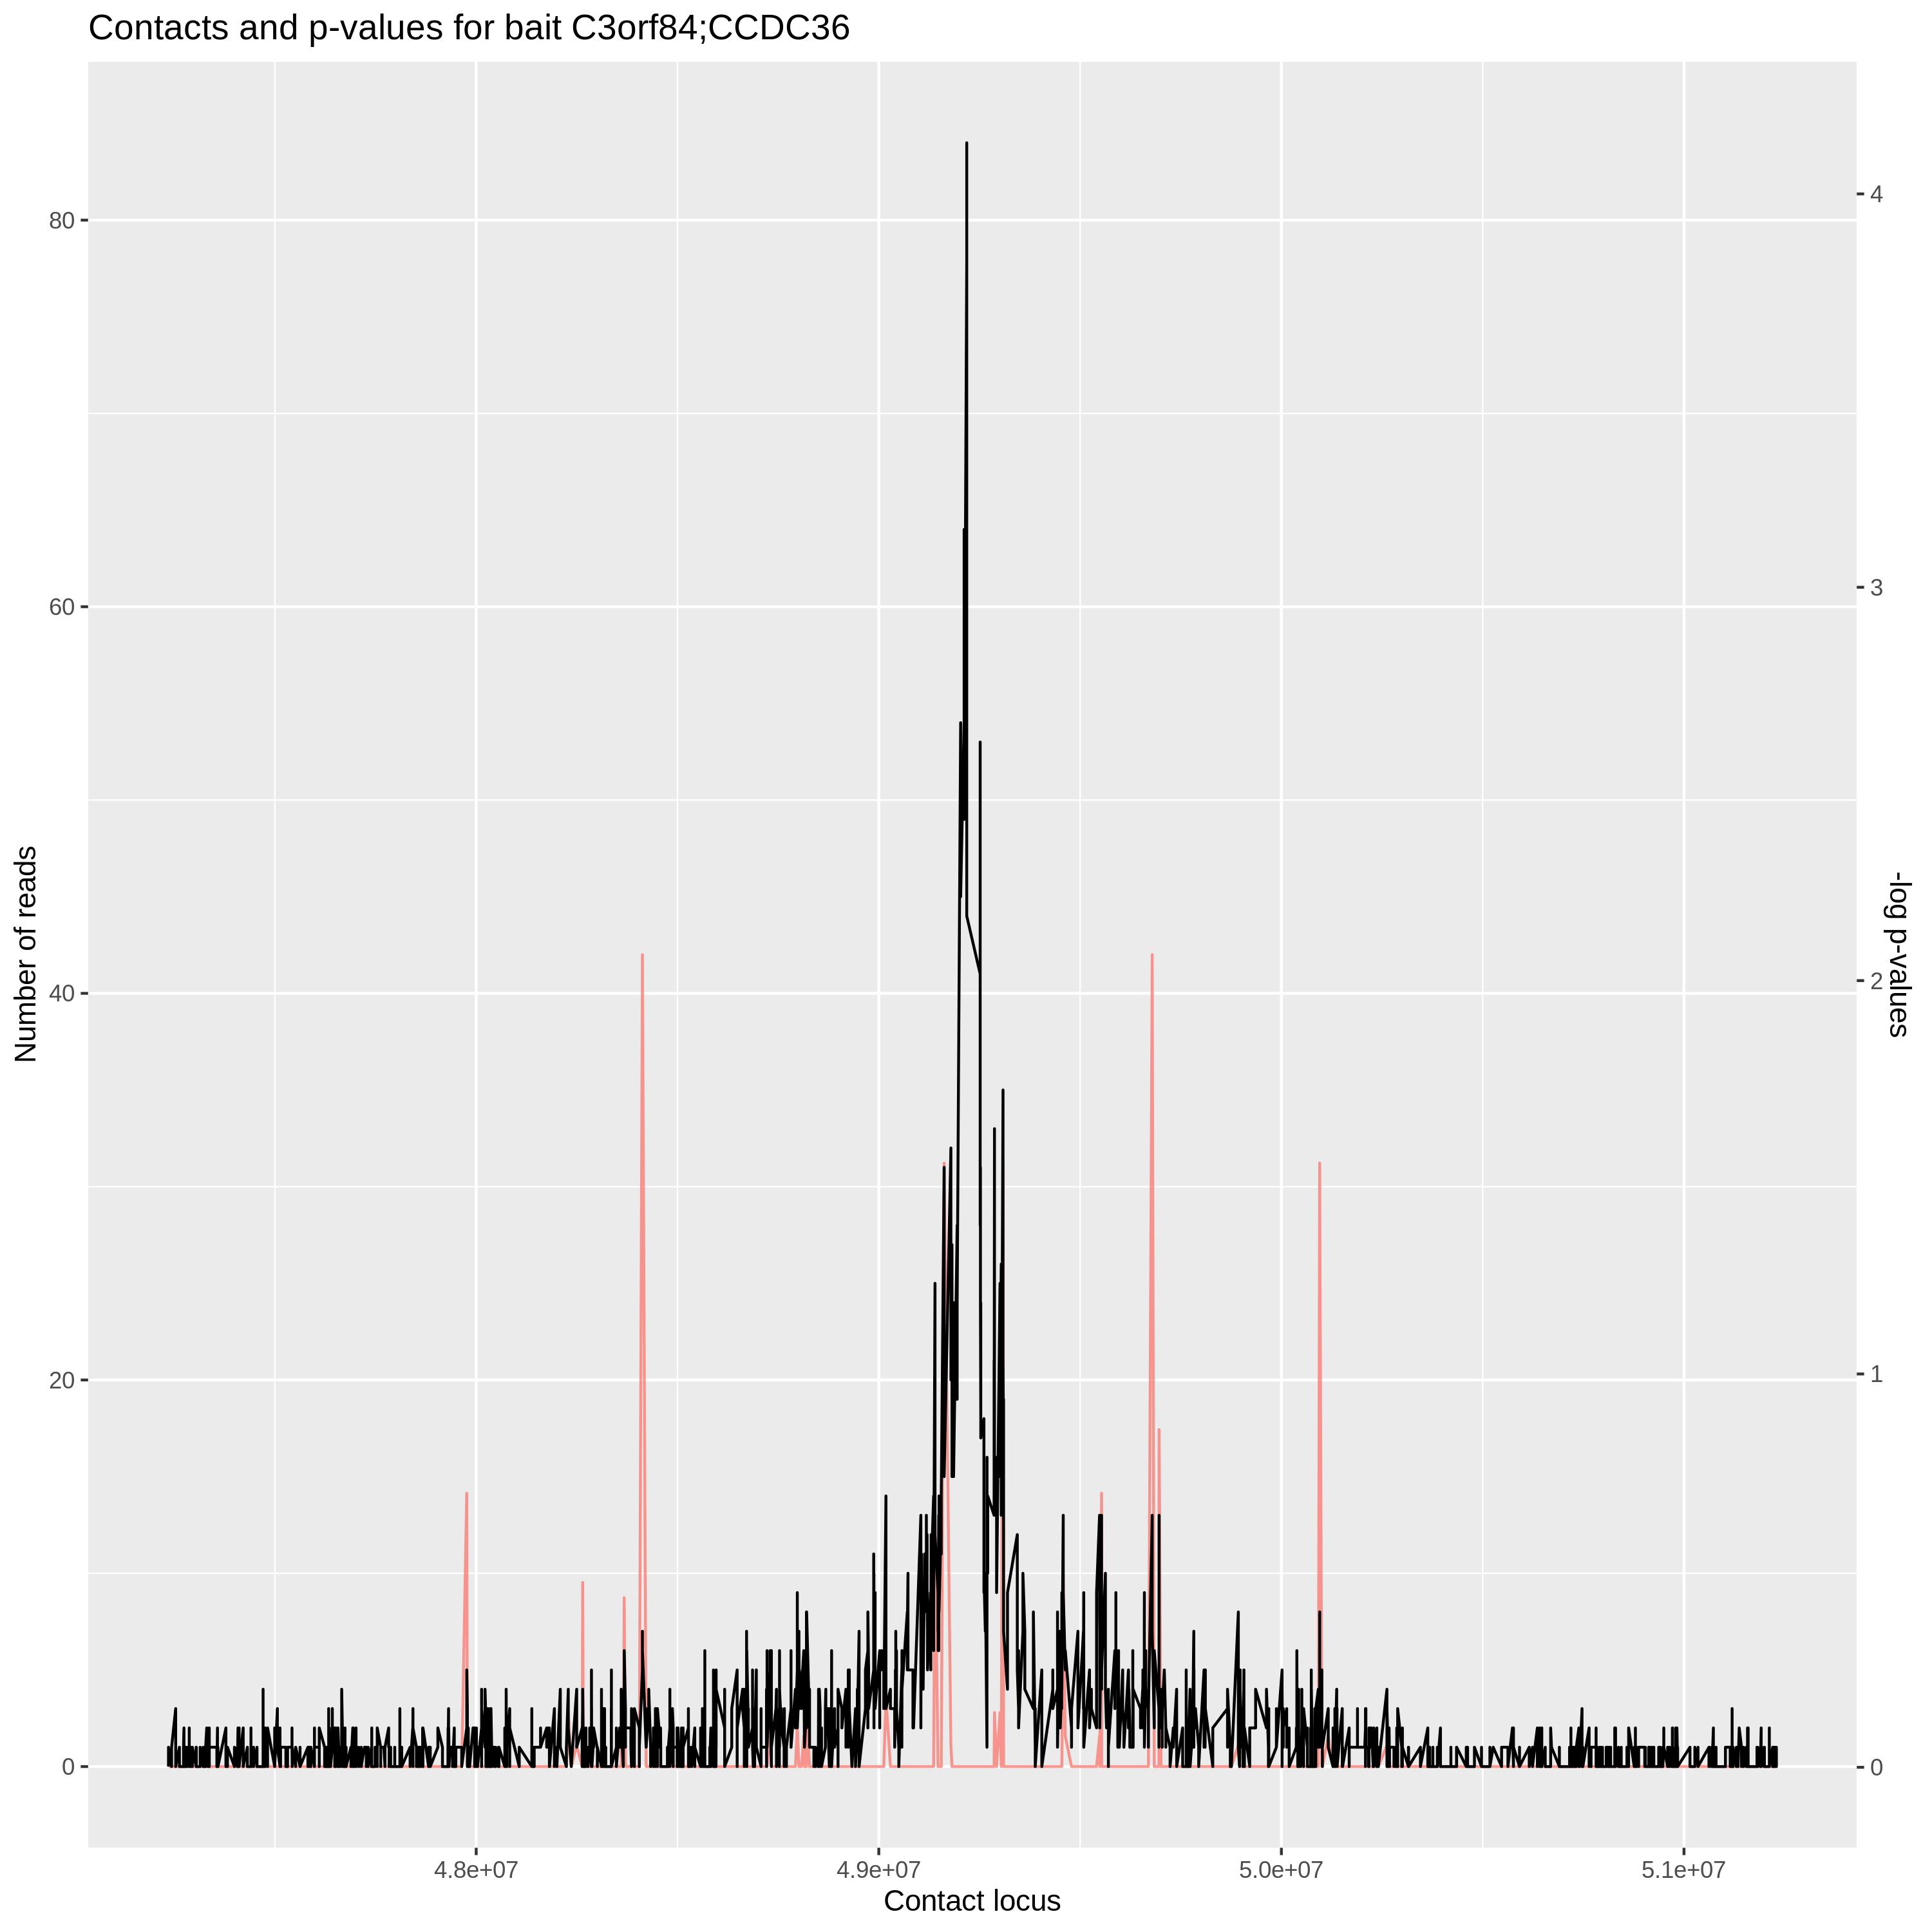 Contacts and p-values for bait C3orf84;CCDC36
80
60
40
20
0
4
3
2
1
0
Number of reads
-log p-values
4.8e+07
4.9e+07
5.0e+07
5.1e+07
Contact locus